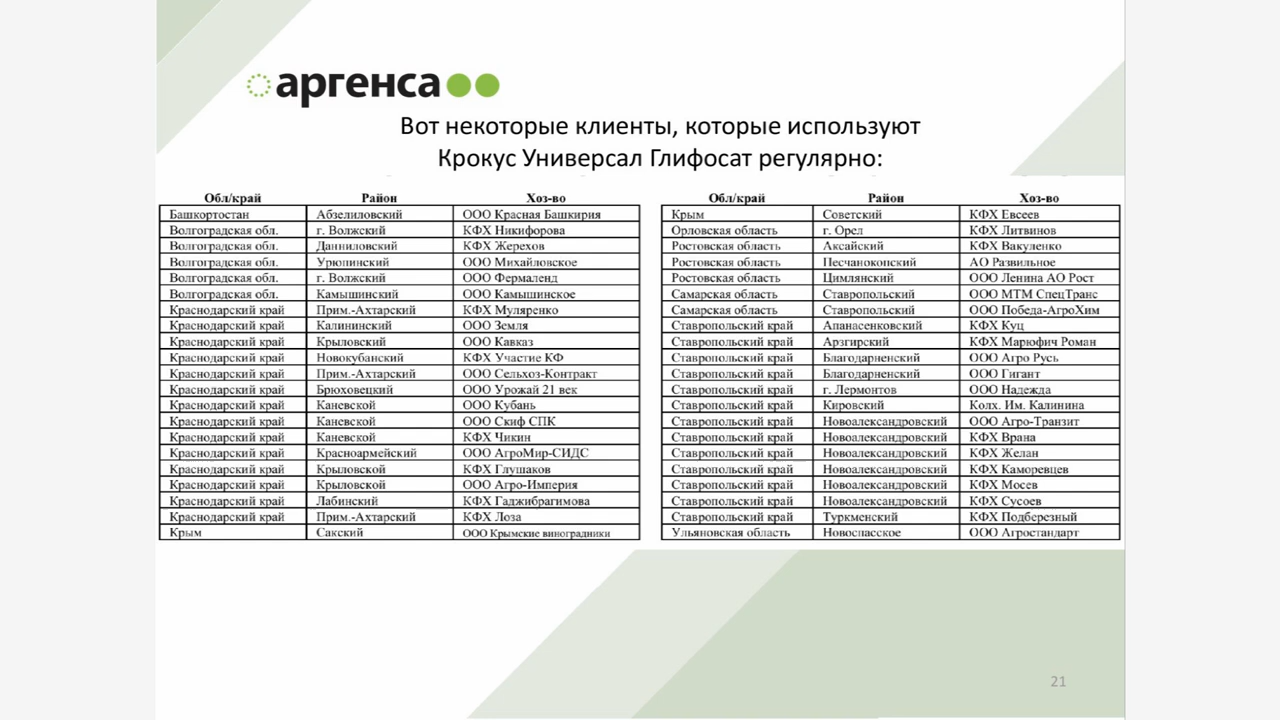 аргенса
Вот некоторые клиенты, которые используют
Крокус Универсал Глифосат регулярно:
Обл/край Район Хоз-во
Башкортостан Абзелиловский ООО Красная Башкирия
Волгоградская обл. г. Волжский КФХ Никифорова
Волгоградская обл. Данниловский КФХ Жерехов
Волгоградская обл. Урюпинский ООО Михайловское
Волгоградская обл. г. Волжский ООО Фермаленд
Волгоградская обл. Камышинский ООО Камышинское
Краснодарский край Прим.-Ахтарский КФХ Муляренко
Краснодарский край Калининский ООО Земля
Краснодарский край Крыловский ООО Кавказ
Краснодарский край Новокубанский КФХ Участие КФ
Краснодарский край Прим.-Ахтарский ООО Сельхоз-Контракт
Краснодарский край Брюховецкий ООО Урожай 21 век
Краснодарский край Каневской ООО Кубань
Краснодарский край Каневской ООО Скиф СПК
Краснодарский край Каневской КФХ Чикин
Краснодарский край Красноармейский ООО АгроМир-СИДС
Краснодарский край Крыловской КФХ Глушаков
Краснодарский край Крыловской ООО Агро-Империя
Краснодарский край Лабинский КФХ Гаджибрагимова
Краснодарский край Прим.-Ахтарский КФХ Лоза
Крым Сакский ООО Крымские виноградники
Обл/край Район Хоз-во
Крым Советский КФХ Евсеев
Орловская область г. Орел КФХ Литвинов
Ростовская область Аксайский КФХ Вакуленко
Ростовская область Песчанокопский АО Развильное
Ростовская область Цимлянский ООО Ленина АО Рост
Самарская область Ставропольский ООО МТМ СпецТранс
Самарская область Ставропольский ООО Победа-АгроХим
Ставропольский край Апанасенковский КФХ Куц
Ставропольский край Арзгирский КФХ Марюфич Роман
Ставропольский край Благодарненский ООО Агро Русь
Ставропольский край Благодарненский ООО Гигант
Ставропольский край г. Лермонтов ООО Надежда
Ставропольский край Кировский Колх. Им. Калинина
Ставропольский край Новоалександровский ООО Агро-Транзит
Ставропольский край Новоалександровский КФХ Врана
Ставропольский край Новоалександровский КФХ Желан
Ставропольский край Новоалександровский КФХ Каморевцев
Ставропольский край Новоалександровский КФХ Мосев
Ставропольский край Новоалександровский КФХ Сусоев
Ставропольский край Туркменский КФХ Подберезный
Ульяновская область Новоспасское ООО Агростандарт
21